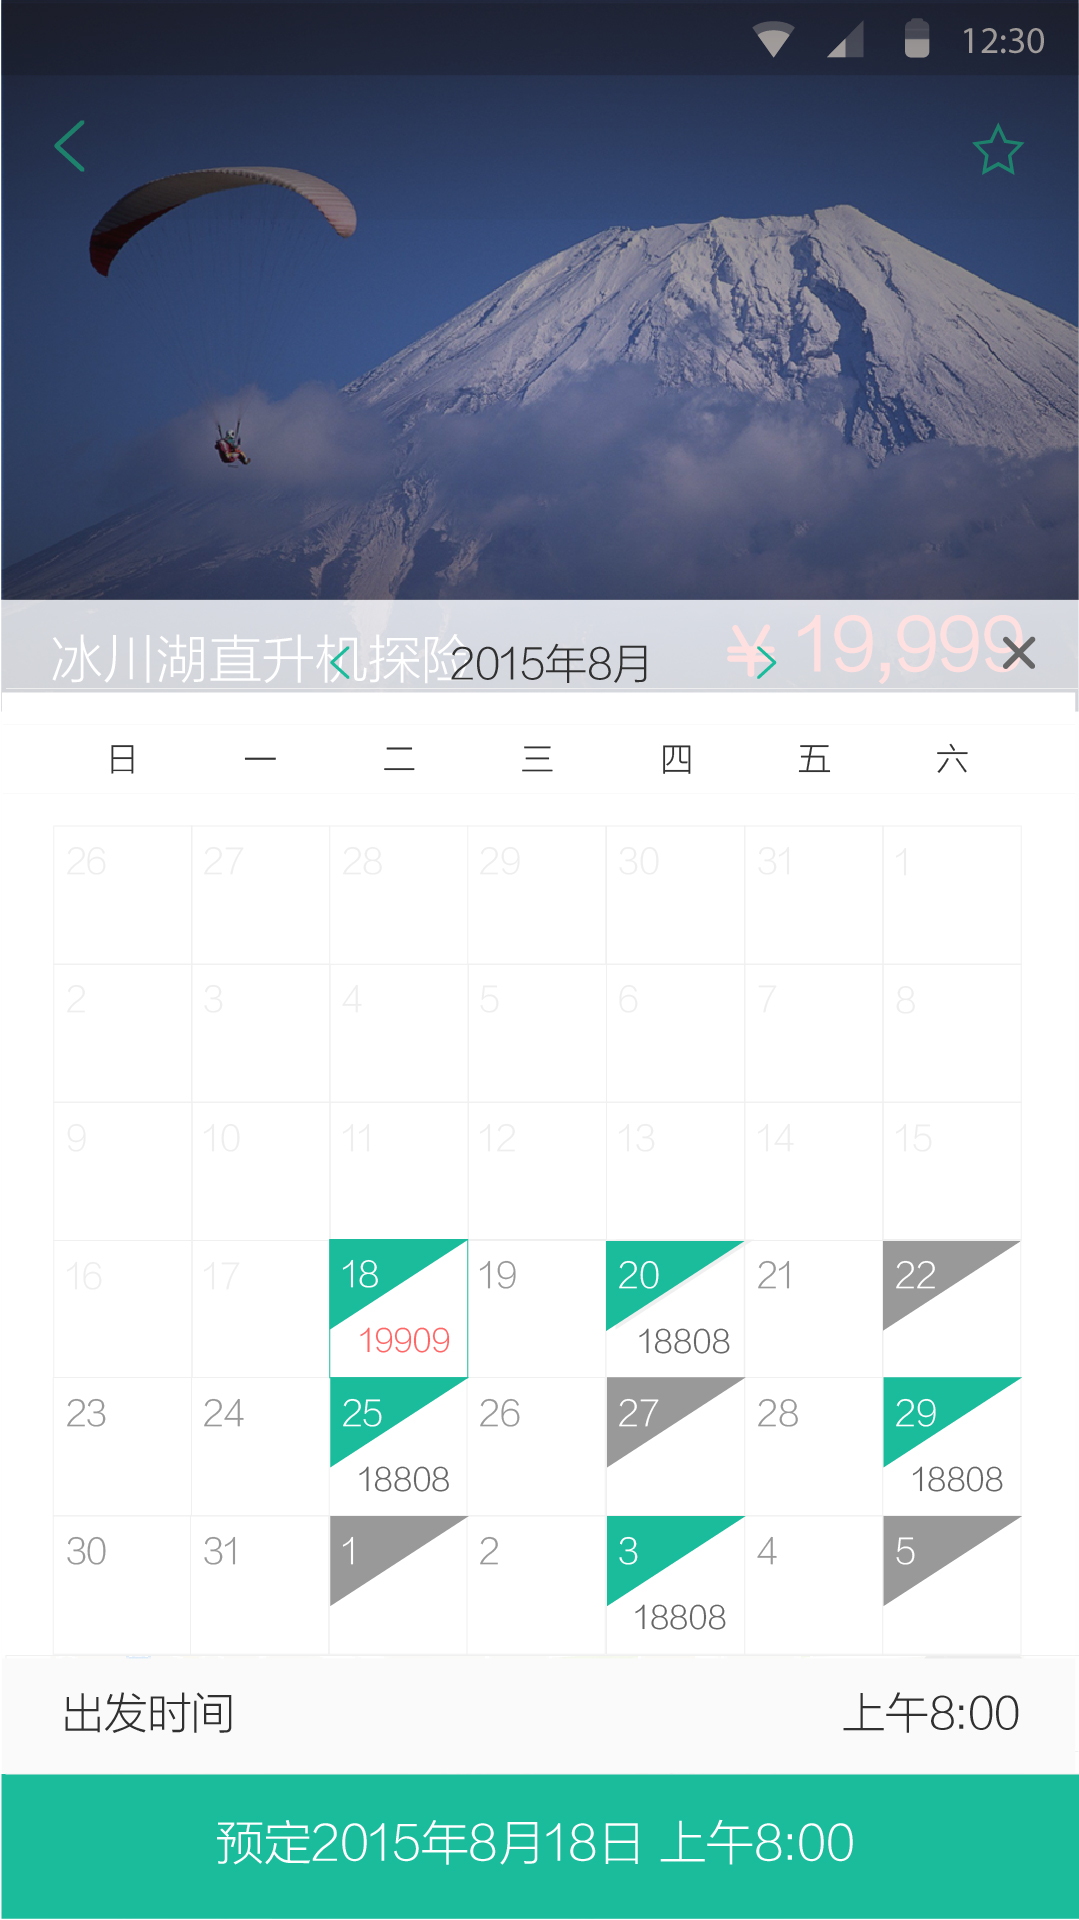 12:30
冰川湖直升机探险 ¥19,999
2015年8月
日 一 二 三 四 五 六
26 27 28 29 30 31 1
2 3 4 5 6 7 8
9 10 11 12 13 14 15
16 17 18 19 20 21 22
19909 18808
23 24 25 26 27 28 29
18808 18808
30 31 1 2 3 4 5
18808
出发时间 上午8:00
预定2015年8月18日 上午8:00